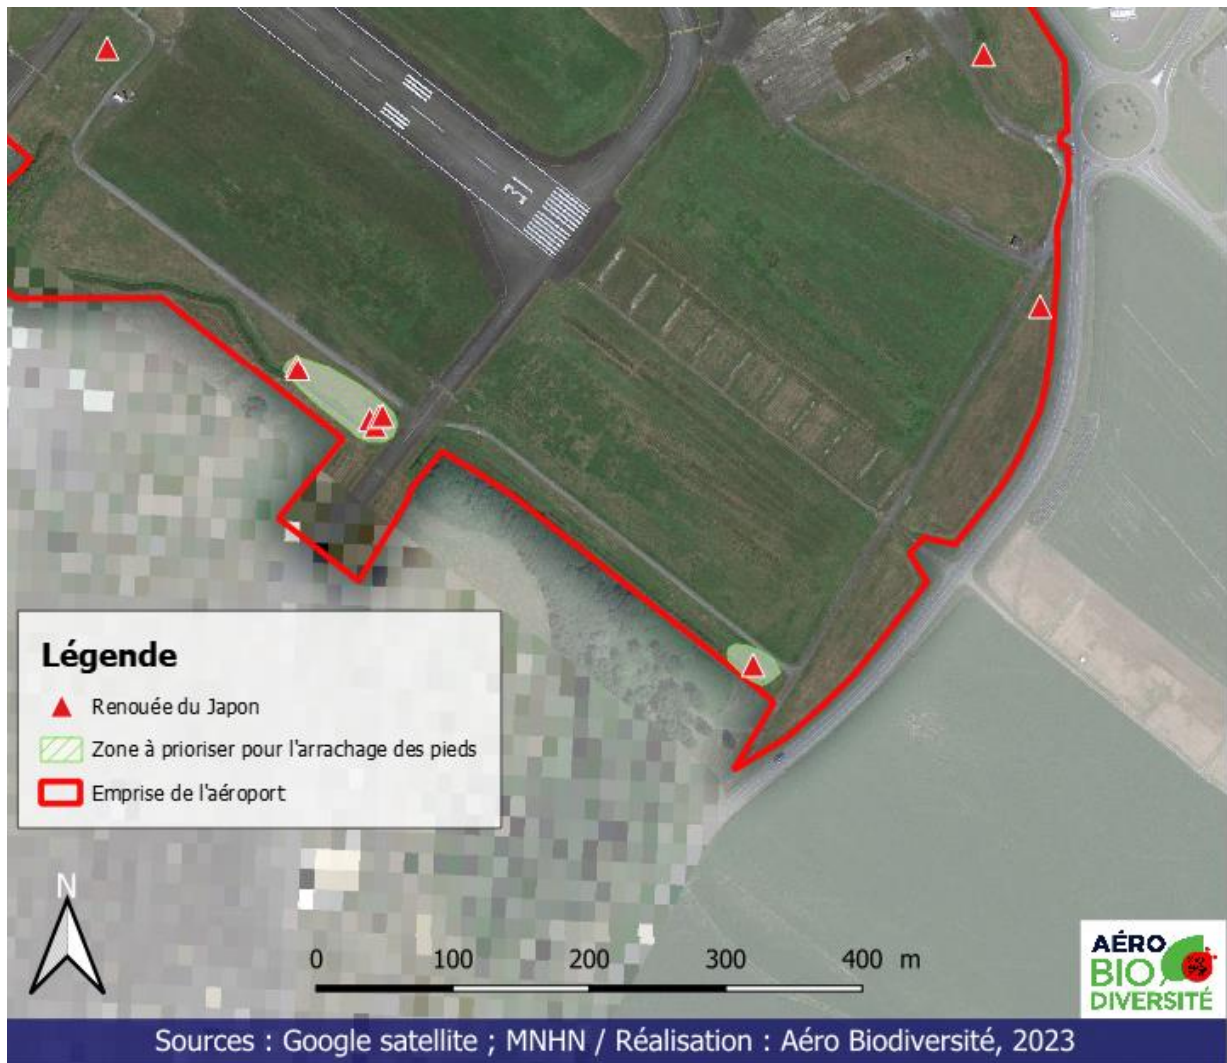 31
Légende
Renouée du Japon
Zone à prioriser pour l'arrachage des pieds
Emprise de l'aéroport
N
0 100 200 300 400 m
AÉRO
BIO
DIVERSITÉ
Sources : Google satellite ; MNHN / Réalisation : Aéro Biodiversité, 2023